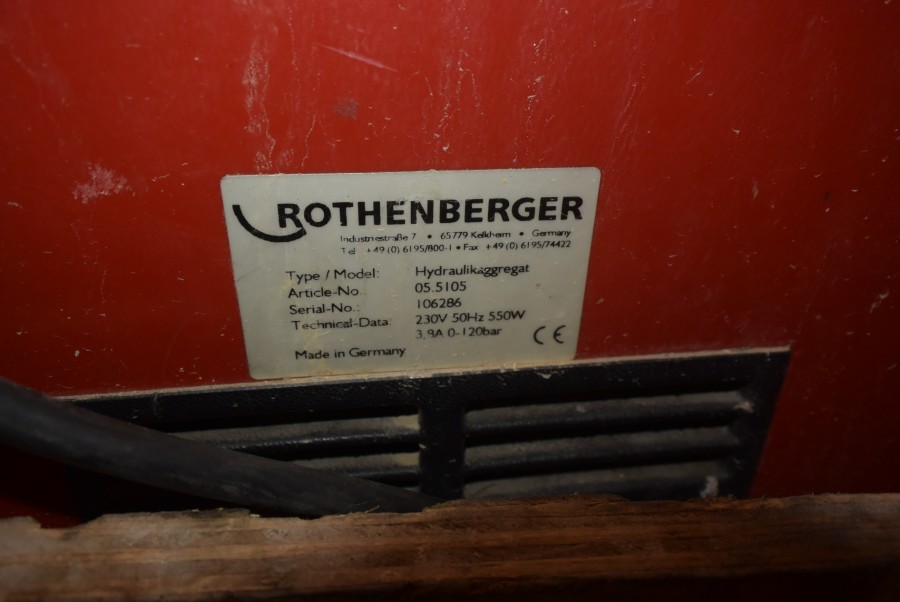 ROTHENBERGER
Industriestraße 7 • 65779 Kelkheim • Germany
Tel. +49 (0) 6195/800-1 • Fax +49 (0) 6195/74422
Type / Model: Hydraulikaggregat
Article-No.: 05.5105
Serial-No.: 106286
Technical-Data: 230V 50Hz 550W
3,8A 0-120bar
Made in Germany CE